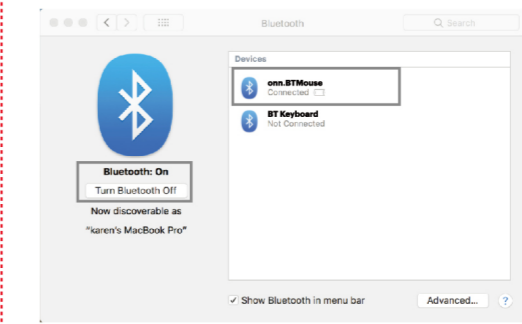 Bluetooth
Search
Devices
onn.BTMouse
Connected
BT Keyboard
Not Connected
Bluetooth: On
Turn Bluetooth Off
Now discoverable as
"karen's MacBook Pro"
Show Bluetooth in menu bar
Advanced...
?